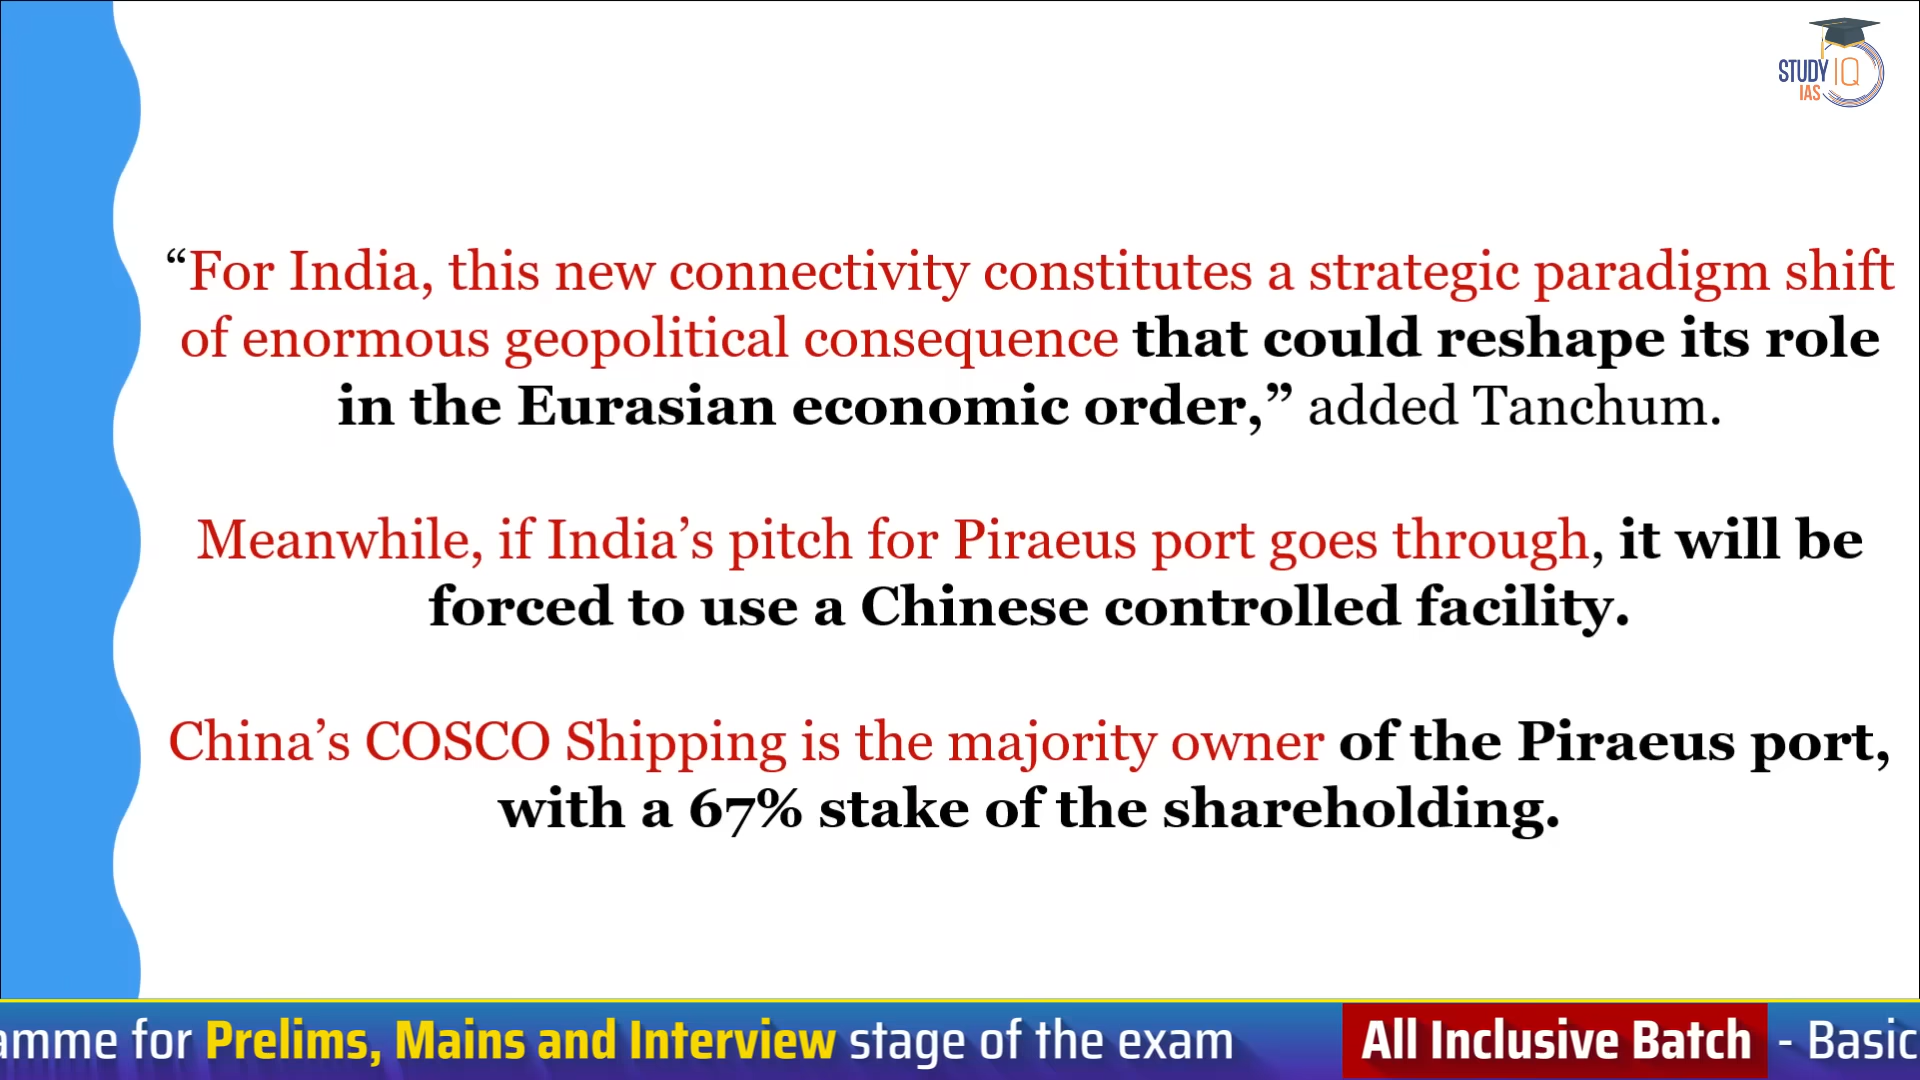 STUDY IQ
IAS
“For India, this new connectivity constitutes a strategic paradigm shift
of enormous geopolitical consequence that could reshape its role
in the Eurasian economic order,” added Tanchum.
Meanwhile, if India’s pitch for Piraeus port goes through, it will be
forced to use a Chinese controlled facility.
China’s COSCO Shipping is the majority owner of the Piraeus port,
with a 67% stake of the shareholding.
amme for Prelims, Mains and Interview stage of the exam All Inclusive Batch - Basic